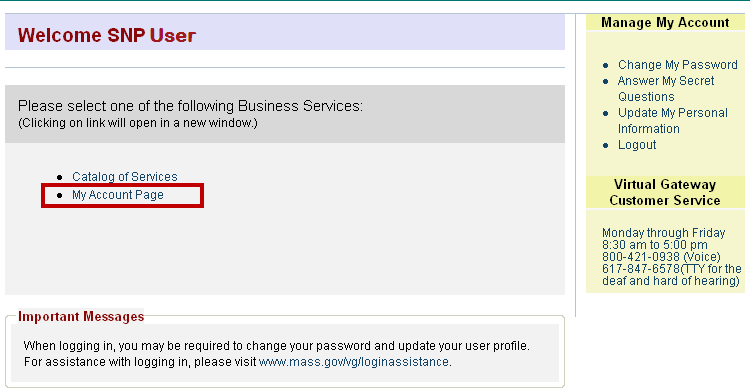 Welcome SNP User
Please select one of the following Business Services:
(Clicking on link will open in a new window.)
Catalog of Services
My Account Page
Important Messages
When logging in, you may be required to change your password and update your user profile.
For assistance with logging in, please visit www.mass.gov/vg/loginassistance.
Manage My Account
Change My Password
Answer My Secret
Questions
Update My Personal
Information
Logout
Virtual Gateway
Customer Service
Monday through Friday
8:30 am to 5:00 pm
800-421-0938 (Voice)
617-847-6578(TTY for the
deaf and hard of hearing)